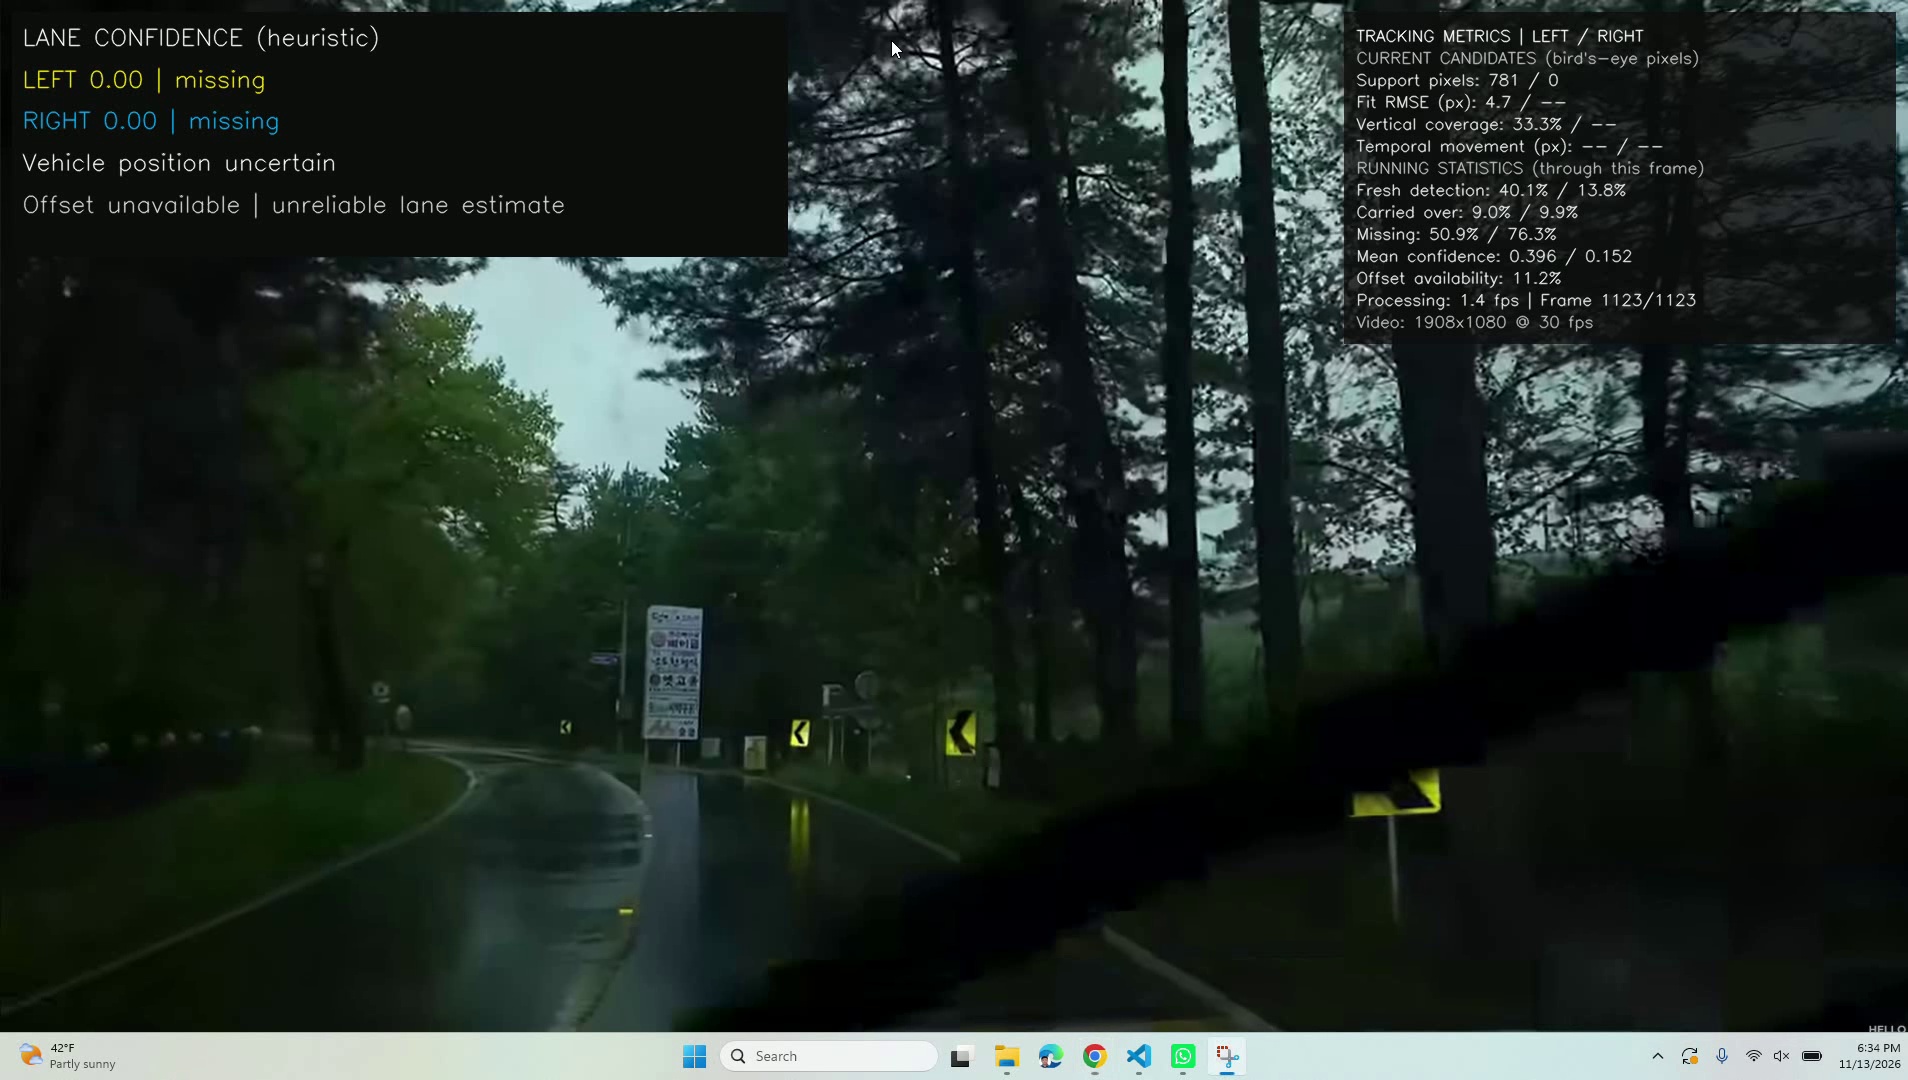 LANE CONFIDENCE (heuristic)
LEFT 0.00 | missing
RIGHT 0.00 | missing
Vehicle position uncertain
Offset unavailable | unreliable lane estimate
TRACKING METRICS | LEFT / RIGHT
CURRENT CANDIDATES (bird's-eye pixels)
Support pixels: 781 / 0
Fit RMSE (px): 4.7 / --
Vertical coverage: 33.3% / --
Temporal movement (px): -- / --
RUNNING STATISTICS (through this frame)
Fresh detection: 40.1% / 13.8%
Carried over: 9.0% / 9.9%
Missing: 50.9% / 76.3%
Mean confidence: 0.396 / 0.152
Offset availability: 11.2%
Processing: 1.4 fps | Frame 1123/1123
Video: 1908x1080 @ 30 fps
HELLO
42°F
Partly sunny
Search
6:34 PM
11/13/2026